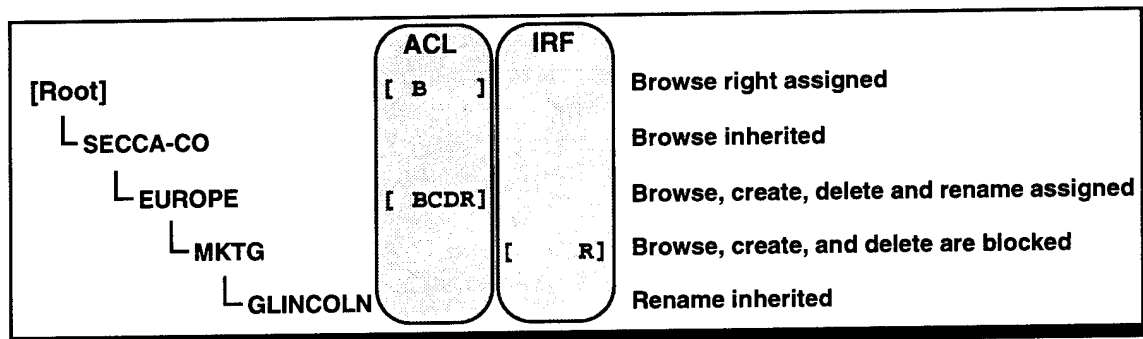 ACL IRF
[Root] [ B ] Browse right assigned
SECCA-CO Browse inherited
EUROPE [ BCDR] Browse, create, delete and rename assigned
MKTG [ R] Browse, create, and delete are blocked
GLINCOLN Rename inherited